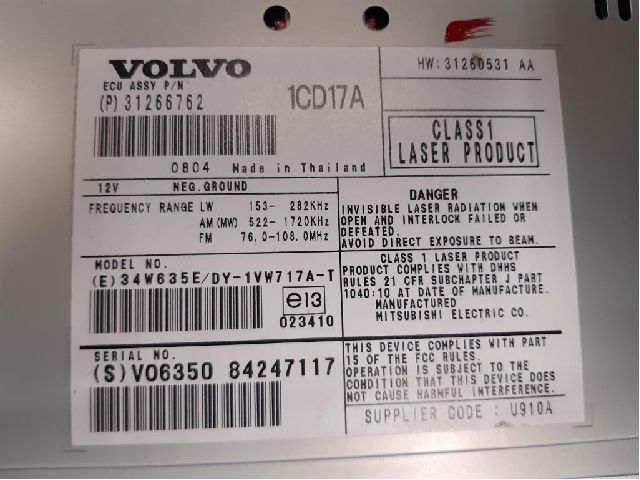 VOLVO
ECU ASSY P/N
(P) 31266762
1CD17A
HW: 31260531 AA
CLASS1
LASER PRODUCT
0804 Made in Thailand
12V NEG. GROUND
FREQUENCY RANGE LW 153- 282KHz
AM (MW) 522- 1720KHz
FM 76.0-108.0MHz
DANGER
INVISIBLE LASER RADIATION WHEN
OPEN AND INTERLOCK FAILED OR
DEFEATED.
AVOID DIRECT EXPOSURE TO BEAM.
CLASS 1 LASER PRODUCT
PRODUCT COMPLIES WITH DHHS
RULES 21 CFR SUBCHAPTER J PART
1040:10 AT DATE OF MANUFACTURE.
MANUFACTURED
MITSUBISHI ELECTRIC CO.
MODEL NO.
(E) 34W635E/DY-1VW717A-T
e13
023410
SERIAL NO.
(S) V06350 84247117
THIS DEVICE COMPLIES WITH PART
15 OF THE FCC RULES.
OPERATION IS SUBJECT TO THE
CONDITION THAT THIS DEVICE DOES
NOT CAUSE HARMFUL INTERFERENCE.
SUPPLIER CODE : U910A